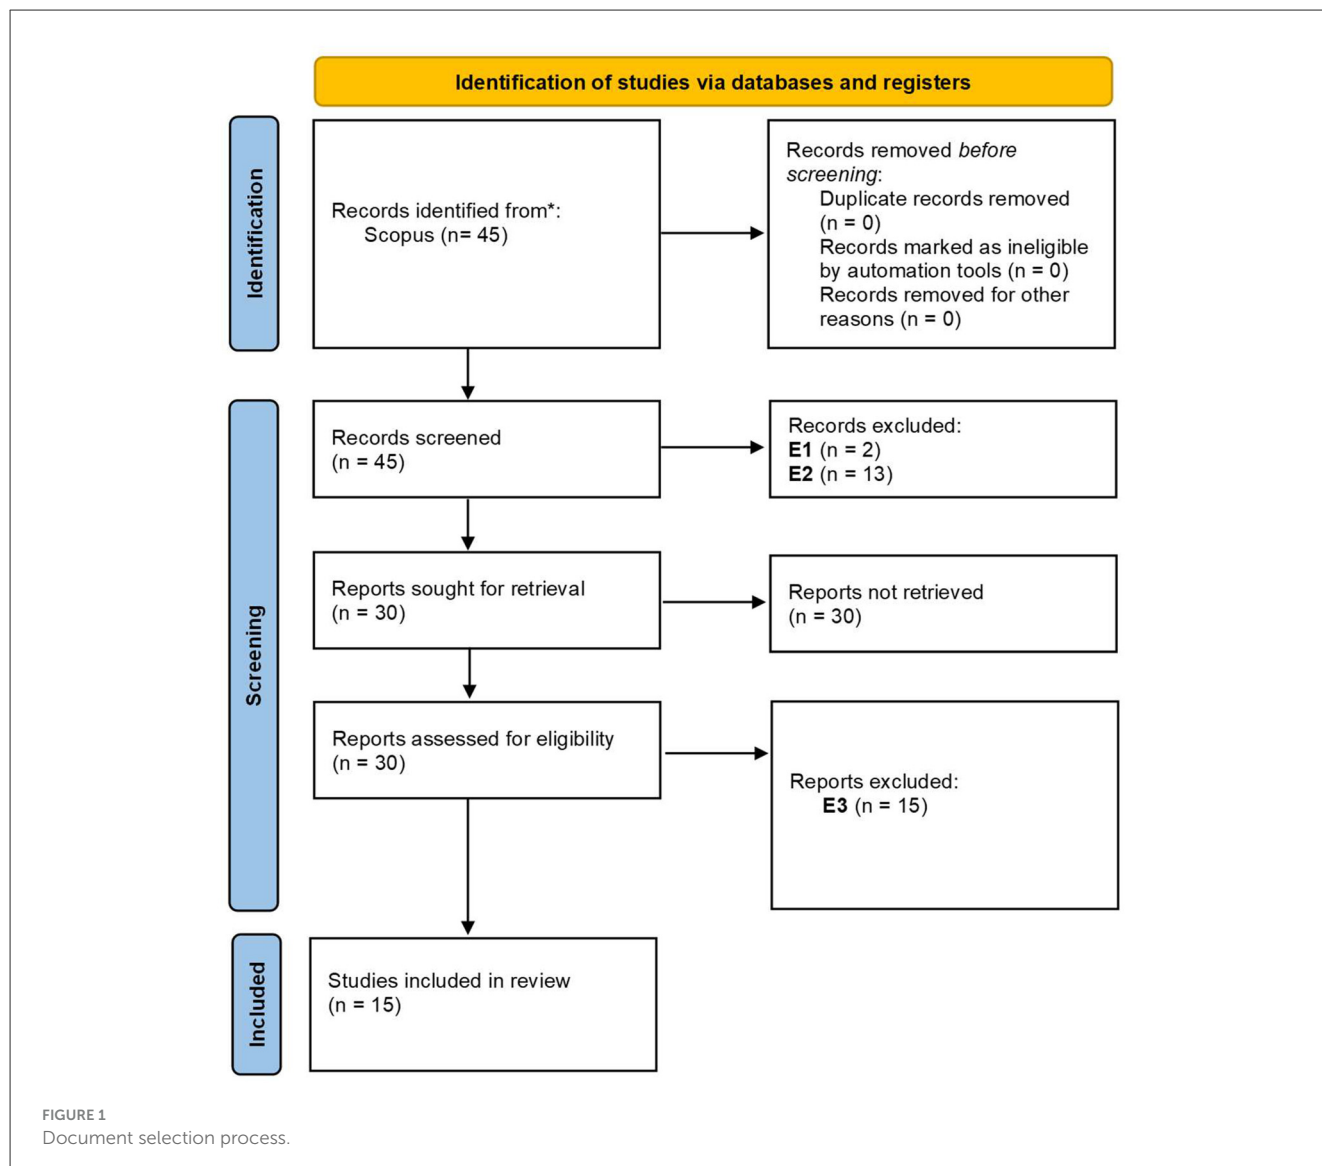 Identification of studies via databases and registers
Identification
Records identified from*:
Scopus (n= 45)
Records removed before
screening:
Duplicate records removed
(n = 0)
Records marked as ineligible
by automation tools (n = 0)
Records removed for other
reasons (n = 0)
Screening
Records screened
(n = 45)
Records excluded:
E1 (n = 2)
E2 (n = 13)
Reports sought for retrieval
(n = 30)
Reports not retrieved
(n = 30)
Reports assessed for eligibility
(n = 30)
Reports excluded:
E3 (n = 15)
Included
Studies included in review
(n = 15)
FIGURE 1
Document selection process.